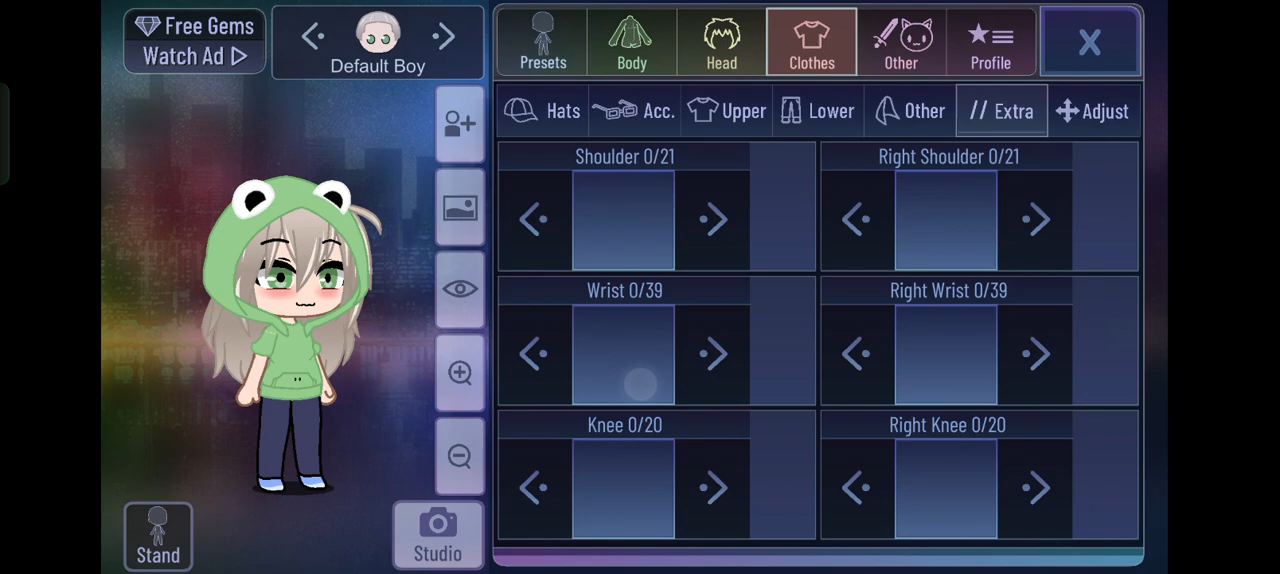 Free Gems
Watch Ad
Default Boy
Presets
Body
Head
Clothes
Other
Profile
X
Hats
Acc.
Upper
Lower
Other
// Extra
Adjust
Shoulder 0/21
Right Shoulder 0/21
Wrist 0/39
Right Wrist 0/39
Knee 0/20
Right Knee 0/20
Stand
Studio